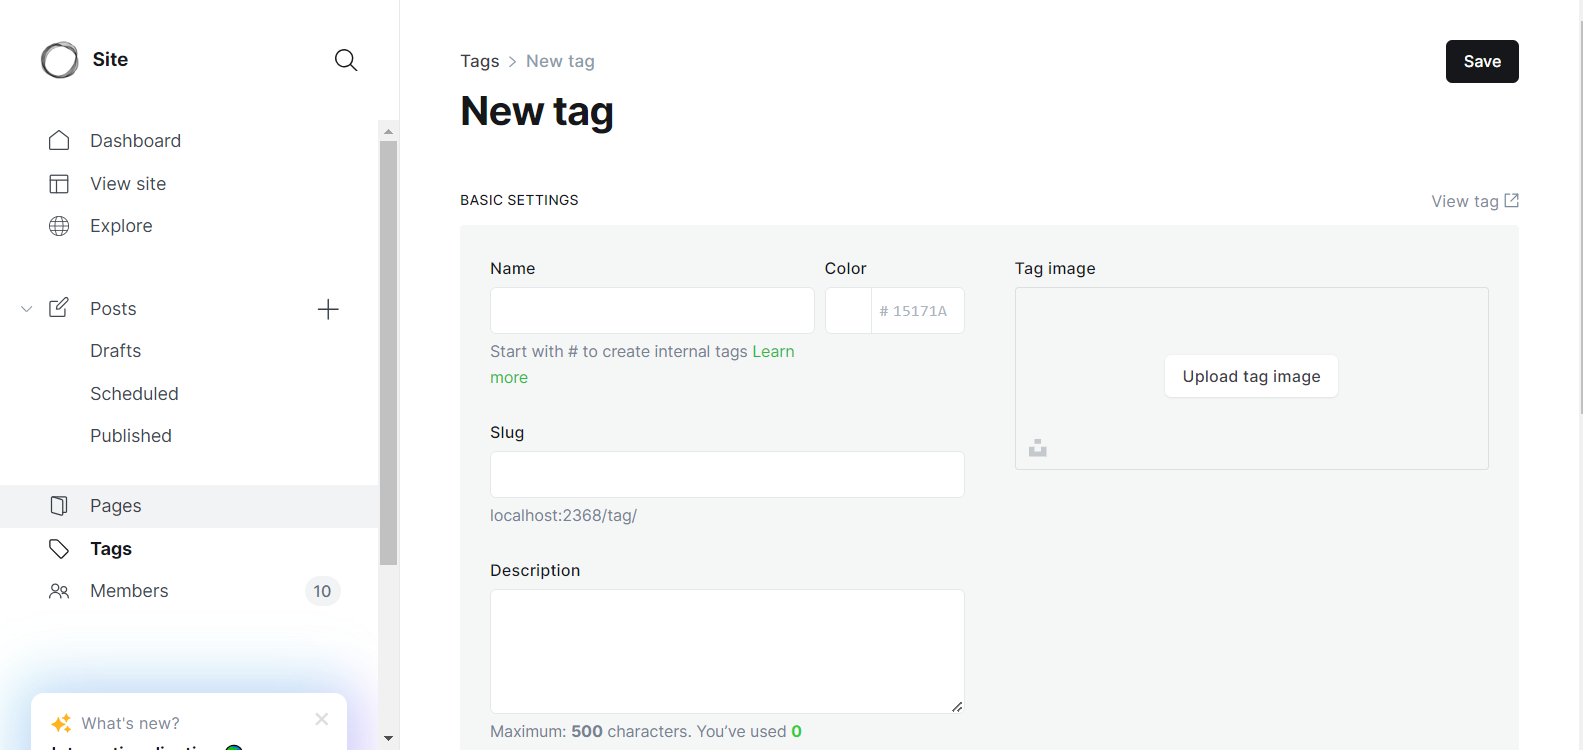 Site
Dashboard
View site
Explore
Posts
Drafts
Scheduled
Published
Pages
Tags
Members 10
What's new?
Tags > New tag
Save
New tag
BASIC SETTINGS
View tag
Name
Color
# 15171A
Start with # to create internal tags Learn
more
Slug
localhost:2368/tag/
Description
Maximum: 500 characters. You’ve used 0
Tag image
Upload tag image